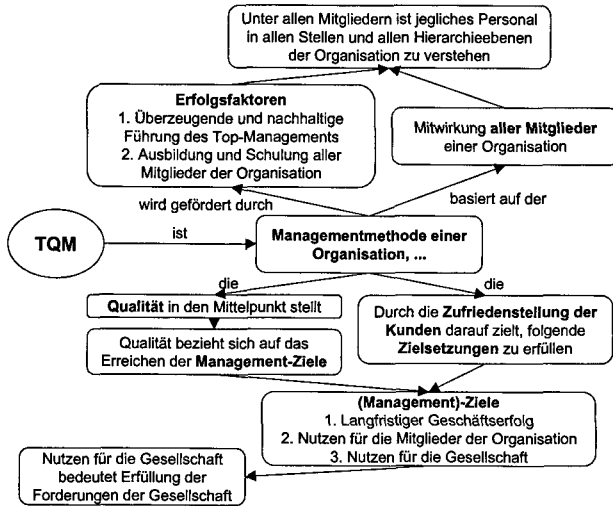 Unter allen Mitgliedern ist jegliches Personal
in allen Stellen und allen Hierarchieebenen
der Organisation zu verstehen
Erfolgsfaktoren
1. Überzeugende und nachhaltige
Führung des Top-Managements
2. Ausbildung und Schulung aller
Mitglieder der Organisation
Mitwirkung aller Mitglieder
einer Organisation
wird gefördert durch
basiert auf der
TQM
ist
Managementmethode einer
Organisation, ...
die
die
Qualität in den Mittelpunkt stellt
Qualität bezieht sich auf das
Erreichen der Management-Ziele
Durch die Zufriedenstellung der
Kunden darauf zielt, folgende
Zielsetzungen zu erfüllen
(Management)-Ziele
1. Langfristiger Geschäftserfolg
2. Nutzen für die Mitglieder der Organisation
3. Nutzen für die Gesellschaft
Nutzen für die Gesellschaft
bedeutet Erfüllung der
Forderungen der Gesellschaft